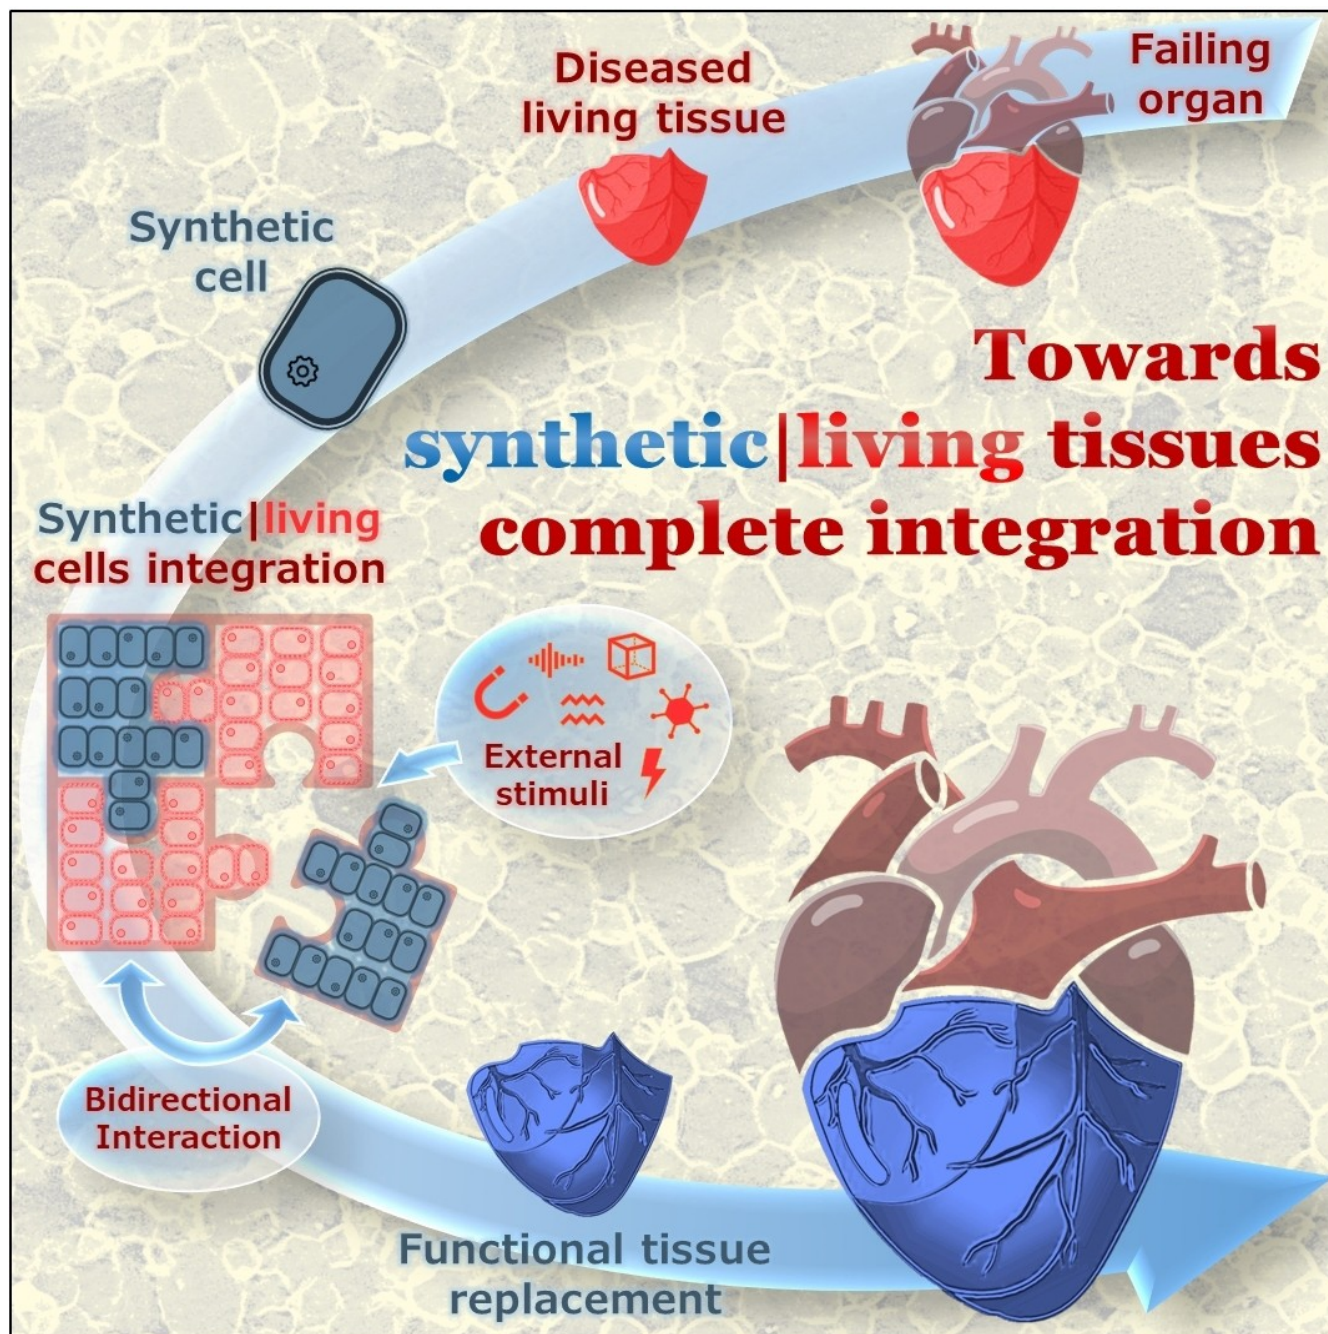 Diseased
living tissue
Failing
organ
Synthetic
cell
Towards
synthetic|living tissues
complete integration
Synthetic|living
cells integration
External
stimuli
Bidirectional
Interaction
Functional tissue
replacement